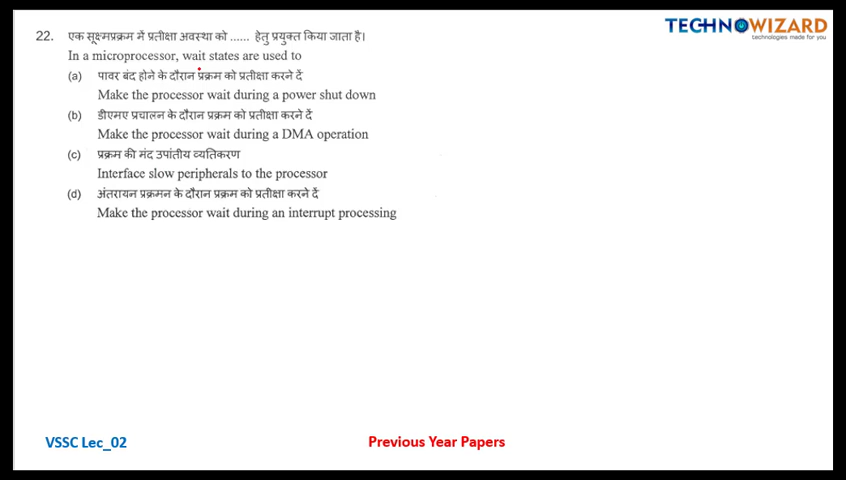 TECHNOWIZARD
technologies made for you
22. एक सूक्ष्मप्रक्रम में प्रतीक्षा अवस्था को ...... हेतु प्रयुक्त किया जाता है।
In a microprocessor, wait states are used to
(a) पावर बंद होने के दौरान प्रक्रम को प्रतीक्षा करने दें
Make the processor wait during a power shut down
(b) डीएमए प्रचालन के दौरान प्रक्रम को प्रतीक्षा करने दें
Make the processor wait during a DMA operation
(c) प्रक्रम की मंद उपांतीय व्यतिकरण
Interface slow peripherals to the processor
(d) अंतरायन प्रक्रमन के दौरान प्रक्रम को प्रतीक्षा करने दें
Make the processor wait during an interrupt processing
VSSC Lec_02
Previous Year Papers